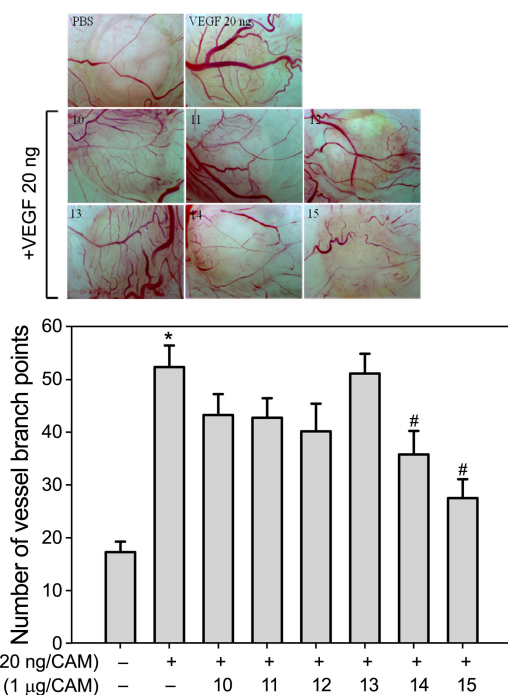 PBS
VEGF 20 ng
10
11
12
13
14
15
+VEGF 20 ng
Number of vessel branch points
60
50
40
30
20
10
0
*
#
#
20 ng/CAM) – + + + + + + +
(1 μg/CAM) – – 10 11 12 13 14 15